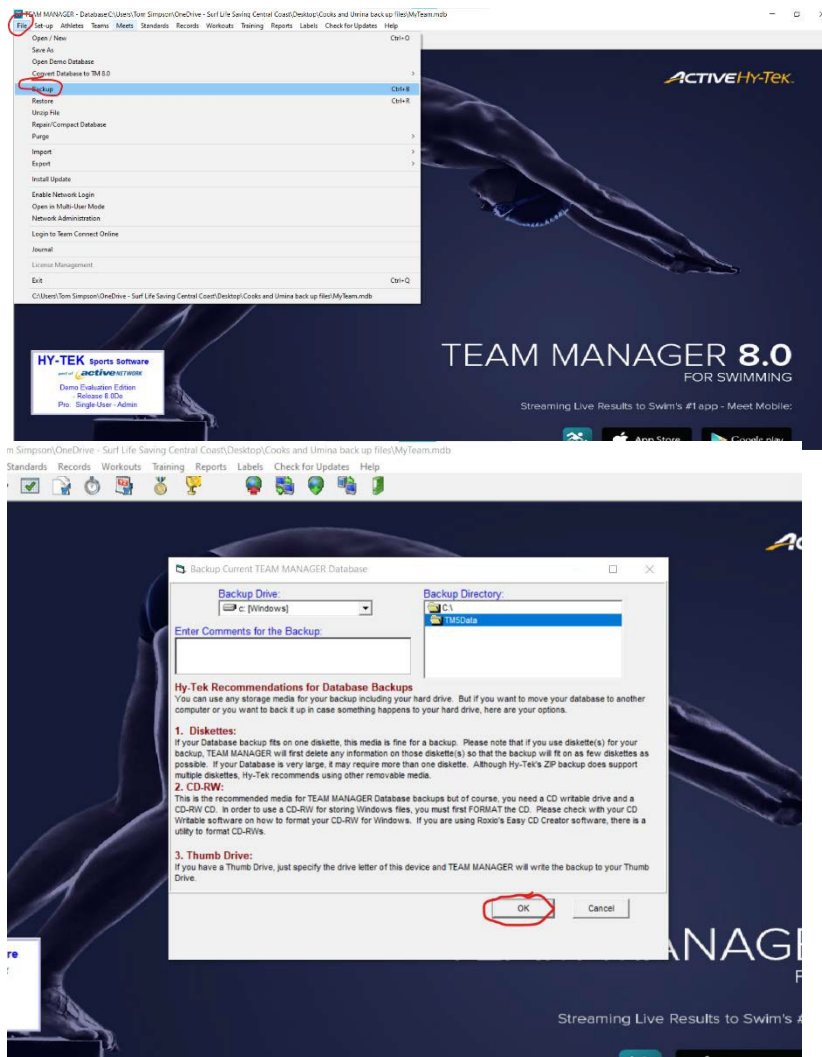 TEAM MANAGER - Database:C:\Users\Tom Simpson\OneDrive - Surf Life Saving Central Coast\Desktop\Cooks and Umina back up files\MyTeam.mdb
File Set-up Athletes Teams Meets Standards Records Workouts Training Reports Labels Check for Updates Help
Open / New Ctrl+O
Save As
Open Demo Database
Convert Database to TM 8.0
Backup Ctrl+B
Restore Ctrl+R
Unzip File
Repair/Compact Database
Purge
Import
Export
Install Update
Enable Network Login
Open in Multi-User Mode
Network Administration
Login to Team Connect Online
Journal
License Management
Exit Ctrl+Q
C:\Users\Tom Simpson\OneDrive - Surf Life Saving Central Coast\Desktop\Cooks and Umina back up files\MyTeam.mdb
ACTIVE HY-TEK.
HY-TEK Sports Software
part of active NETWORK
Demo Evaluation Edition
- Release 8.0De
Pro: Single-User - Admin
TEAM MANAGER 8.0
FOR SWIMMING
Streaming Live Results to Swim's #1 app - Meet Mobile:
App Store Google play
m Simpson\OneDrive - Surf Life Saving Central Coast\Desktop\Cooks and Umina back up files\MyTeam.mdb
Standards Records Workouts Training Reports Labels Check for Updates Help
Backup Current TEAM MANAGER Database
Backup Drive: Backup Directory:
c: [Windows] C:\
TM5Data
Enter Comments for the Backup:
Hy-Tek Recommendations for Database Backups
You can use any storage media for your backup including your hard drive. But if you want to move your database to another
computer or you want to back it up in case something happens to your hard drive, here are your options.
1. Diskettes:
If your Database backup fits on one diskette, this media is fine for a backup. Please note that if you use diskette(s) for your
backup, TEAM MANAGER will first delete any information on those diskette(s) so that the backup will fit on as few diskettes as
possible. If your Database is very large, it may require more than one diskette. Although Hy-Tek's ZIP backup does support
multiple diskettes, Hy-Tek recommends using other removable media.
2. CD-RW:
This is the recommended media for TEAM MANAGER Database backups but of course, you need a CD writable drive and a
CD-RW CD. In order to use a CD-RW for storing Windows files, you must first FORMAT the CD. Please check with your CD
Writable software on how to format your CD-RW for Windows. If you are using Roxio's Easy CD Creator software, there is a
utility to format CD-RWs.
3. Thumb Drive:
If you have a Thumb Drive, just specify the drive letter of this device and TEAM MANAGER will write the backup to your Thumb
Drive.
OK Cancel
Streaming Live Results to Swim's